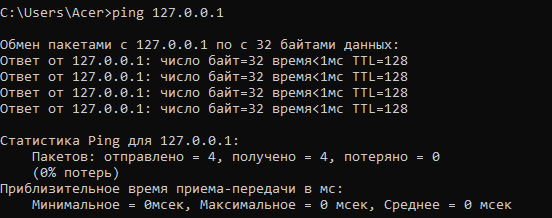 C:\Users\Acer>ping 127.0.0.1
Обмен пакетами с 127.0.0.1 по с 32 байтами данных:
Ответ от 127.0.0.1: число байт=32 время<1мс TTL=128
Ответ от 127.0.0.1: число байт=32 время<1мс TTL=128
Ответ от 127.0.0.1: число байт=32 время<1мс TTL=128
Ответ от 127.0.0.1: число байт=32 время<1мс TTL=128
Статистика Ping для 127.0.0.1:
Пакетов: отправлено = 4, получено = 4, потеряно = 0
(0% потерь)
Приблизительное время приема-передачи в мс:
Минимальное = 0мсек, Максимальное = 0 мсек, Среднее = 0 мсек